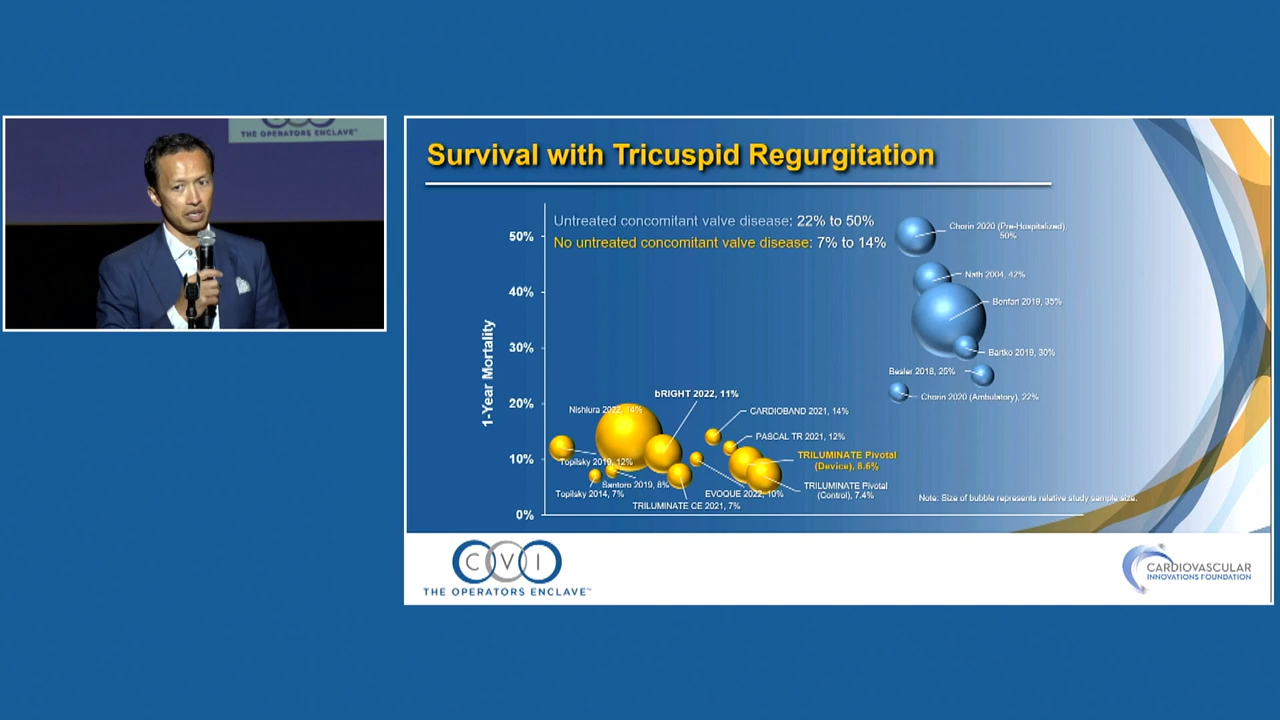 THE OPERATORS ENCLAVE™
Survival with Tricuspid Regurgitation
Untreated concomitant valve disease: 22% to 50%
No untreated concomitant valve disease: 7% to 14%
1-Year Mortality
50%
40%
30%
20%
10%
0%
Chorin 2020 (Pre-Hospitalized),
50%
Nath 2004, 42%
Benfari 2019, 35%
Bartko 2019, 30%
Besler 2018, 25%
Chorin 2020 (Ambulatory), 22%
bRIGHT 2022, 11%
Nishiura 2022, 14%
CARDIOBAND 2021, 14%
PASCAL TR 2021, 12%
TRILUMINATE Pivotal
(Device), 8.6%
Topilsky 2019, 12%
Santoro 2019, 8%
TRILUMINATE Pivotal
(Control), 7.4%
Topilsky 2014, 7%
EVOQUE 2022, 10%
TRILUMINATE CE 2021, 7%
Note: Size of bubble represents relative study sample size.
CVI
THE OPERATORS ENCLAVE™
CARDIOVASCULAR
INNOVATIONS FOUNDATION